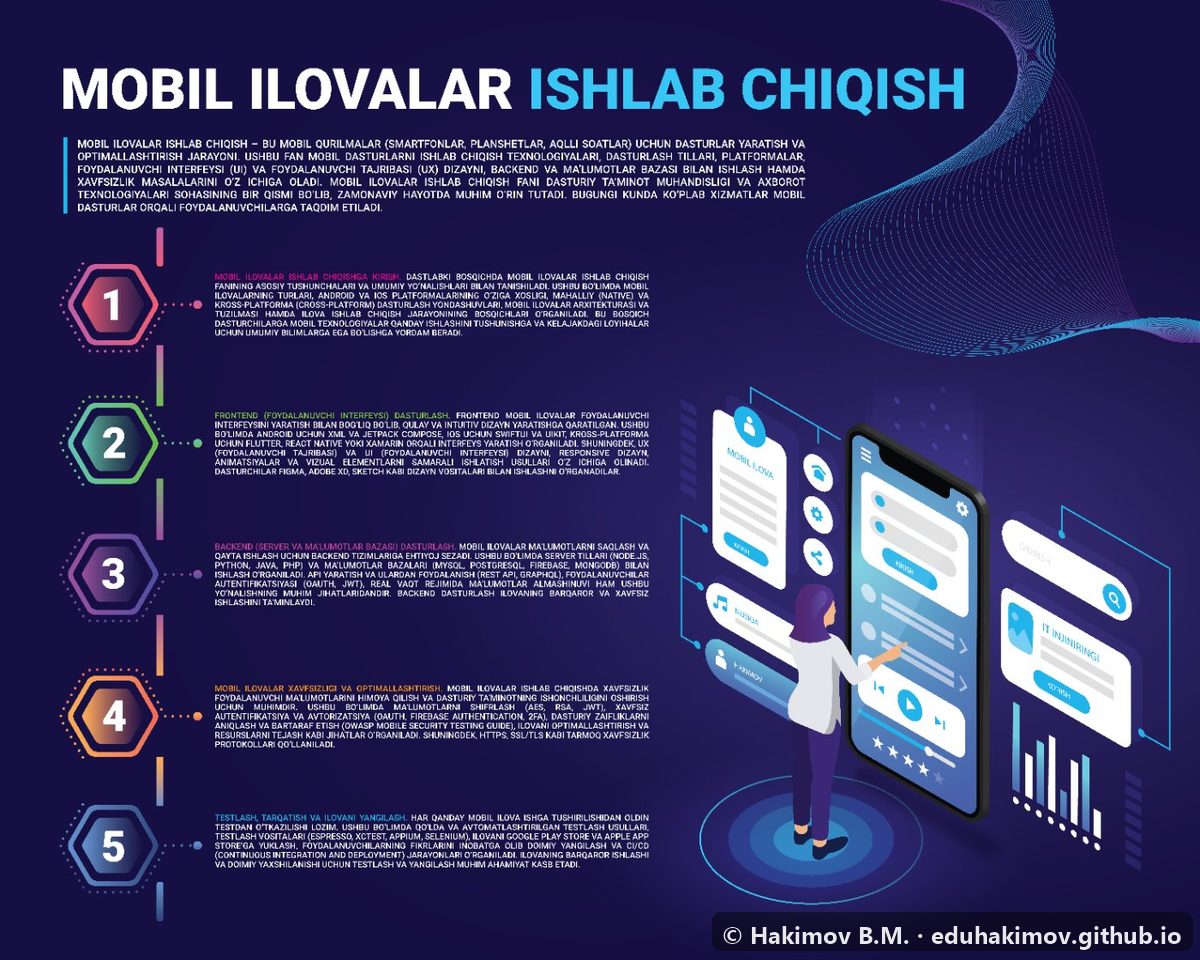 MOBIL ILOVALAR ISHLAB CHIQISH
MOBIL ILOVALAR ISHLAB CHIQISH – BU MOBIL QURILMALAR (SMARTFONLAR, PLANSHETLAR, AQLLI SOATLAR) UCHUN DASTURLAR YARATISH VA
OPTIMALLASHTIRISH JARAYONI. USHBU FAN MOBIL DASTURLARNI ISHLAB CHIQISH TEXNOLOGIYALARI, DASTURLASH TILLARI, PLATFORMALAR,
FOYDALANUVCHI INTERFEYSI (UI) VA FOYDALANUVCHI TAJRIBASI (UX) DIZAYNI, BACKEND VA MA'LUMOTLAR BAZASI BILAN ISHLASH HAMDA
XAVFSIZLIK MASALALARINI O'Z ICHIGA OLADI. MOBIL ILOVALAR ISHLAB CHIQISH FANI DASTURIY TA'MINOT MUHANDISLIGI VA AXBOROT
TEXNOLOGIYALARI SOHASINING BIR QISMI BO'LIB, ZAMONAVIY HAYOTDA MUHIM O'RIN TUTADI. BUGUNGI KUNDA KO'PLAB XIZMATLAR MOBIL
DASTURLAR ORQALI FOYDALANUVCHILARGA TAQDIM ETILADI.
1
MOBIL ILOVALAR ISHLAB CHIQISHGA KIRISH. DASTLABKI BOSQICHDA MOBIL ILOVALAR ISHLAB CHIQISH
FANINING ASOSIY TUSHUNCHALARI VA UMUMIY YO'NALISHLARI BILAN TANISHILADI. USHBU BO'LIMDA MOBIL
ILOVALARNING TURLARI, ANDROID VA IOS PLATFORMALARINING O'ZIGA XOSLIGI, MAHALLIY (NATIVE) VA
KROSS-PLATFORMA (CROSS-PLATFORM) DASTURLASH YONDASHUVLARI, MOBIL ILOVALAR ARXITEKTURASI VA
TUZILMASI HAMDA ILOVA ISHLAB CHIQISH JARAYONINING BOSQICHLARI O'RGANILADI. BU BOSQICH
DASTURCHILARGA MOBIL TEXNOLOGIYALAR QANDAY ISHLASHINI TUSHUNISHGA VA KELAJAKDAGI LOYIHALAR
UCHUN UMUMIY BILIMLARGA EGA BO'LISHGA YORDAM BERADI.
2
FRONTEND (FOYDALANUVCHI INTERFEYSI) DASTURLASH. FRONTEND MOBIL ILOVALAR FOYDALANUVCHI
INTERFEYSINI YARATISH BILAN BOG'LIQ BO'LIB, QULAY VA INTUITIV DIZAYN YARATISHGA QARATILGAN. USHBU
BO'LIMDA ANDROID UCHUN XML VA JETPACK COMPOSE, IOS UCHUN SWIFTUI VA UIKIT, KROSS-PLATFORMA
UCHUN FLUTTER, REACT NATIVE YOKI XAMARIN ORQALI INTERFEYS YARATISH O'RGANILADI. SHUNINGDEK, UX
(FOYDALANUVCHI TAJRIBASI) VA UI (FOYDALANUVCHI INTERFEYSI) DIZAYNI, RESPONSIVE DIZAYN,
ANIMATSIYALAR VA VIZUAL ELEMENTLARNI SAMARALI ISHLATISH USULLARI O'Z ICHIGA OLINADI.
DASTURCHILAR FIGMA, ADOBE XD, SKETCH KABI DIZAYN VOSITALARI BILAN ISHLASHNI O'RGANADILAR.
3
BACKEND (SERVER VA MA'LUMOTLAR BAZASI) DASTURLASH. MOBIL ILOVALAR MA'LUMOTLARNI SAQLASH VA
QAYTA ISHLASH UCHUN BACKEND TIZIMLARIGA EHTIYOJ SEZADI. USHBU BO'LIMDA SERVER TILLARI (NODE.JS,
PYTHON, JAVA, PHP) VA MA'LUMOTLAR BAZALARI (MYSQL, POSTGRESQL, FIREBASE, MONGODB) BILAN
ISHLASH O'RGANILADI. API YARATISH VA ULARDAN FOYDALANISH (REST API, GRAPHQL), FOYDALANUVCHILAR
AUTENTIFIKATSIYASI (OAUTH, JWT), REAL VAQT REJIMIDA MA'LUMOTLAR ALMASHINUVI HAM USHBU
YO'NALISHNING MUHIM JIHATLARIDANDIR. BACKEND DASTURLASH ILOVANING BARQAROR VA XAVFSIZ
ISHLASHINI TA'MINLAYDI.
4
MOBIL ILOVALAR XAVFSIZLIGI VA OPTIMALLASHTIRISH. MOBIL ILOVALAR ISHLAB CHIQISHDA XAVFSIZLIK
FOYDALANUVCHI MA'LUMOTLARINI HIMOYA QILISH VA DASTURIY TA'MINOTNING ISHONCHLILIGINI OSHIRISH
UCHUN MUHIMDIR. USHBU BO'LIMDA MA'LUMOTLARNI SHIFRLASH (AES, RSA, JWT), XAVFSIZ
AUTENTIFIKATSIYA VA AVTORIZATSIYA (OAUTH, FIREBASE AUTHENTICATION, 2FA), DASTURIY ZAIFLIKLARNI
ANIQLASH VA BARTARAF ETISH (OWASP MOBILE SECURITY TESTING GUIDE), ILOVANI OPTIMALLASHTIRISH VA
RESURSLARNI TEJASH KABI JIHATLAR O'RGANILADI. SHUNINGDEK, HTTPS, SSL/TLS KABI TARMOQ XAVFSIZLIK
PROTOKOLLARI QO'LLANILADI.
5
TESTLASH, TARQATISH VA ILOVANI YANGILASH. HAR QANDAY MOBIL ILOVA ISHGA TUSHIRILISHIDAN OLDIN
TESTDAN O'TKAZILISHI LOZIM. USHBU BO'LIMDA QO'LDA VA AVTOMATLASHTIRILGAN TESTLASH USULLARI,
TESTLASH VOSITALARI (ESPRESSO, XCTEST, APPIUM, SELENIUM), ILOVANI GOOGLE PLAY STORE VA APPLE APP
STORE'GA YUKLASH, FOYDALANUVCHILARNING FIKRLARINI INOBATGA OLIB DOIMIY YANGILASH VA CI/CD
(CONTINUOUS INTEGRATION AND DEPLOYMENT) JARAYONLARI O'RGANILADI. ILOVANING BARQAROR ISHLASHI
VA DOIMIY YAXSHILANISHI UCHUN TESTLASH VA YANGILASH MUHIM AHAMIYAT KASB ETADI.
MOBIL ILOVA
KIRISH
MUSIQA
HAKIMOV
KIRISH
QIDIRISH
IT INJINIRINGI
KO'RISH
© Hakimov B.M. · eduhakimov.github.io